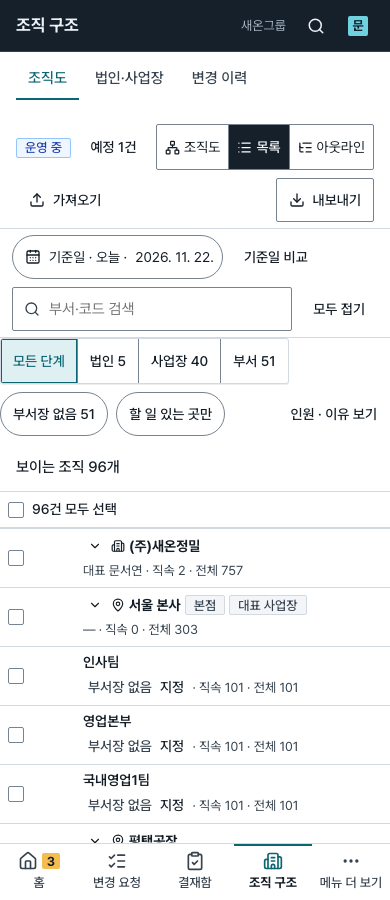 조직 구조 새온그룹 문
조직도 법인·사업장 변경 이력
운영 중 예정 1건 조직도 목록 아웃라인
가져오기 내보내기
기준일 · 오늘 · 2026. 11. 22. 기준일 비교
부서·코드 검색 모두 접기
모든 단계 법인 5 사업장 40 부서 51
부서장 없음 51 할 일 있는 곳만 인원 · 이유 보기
보이는 조직 96개
96건 모두 선택
(주)새온정밀
대표 문서연 · 직속 2 · 전체 757
서울 본사 본점 대표 사업장
— · 직속 0 · 전체 303
인사팀
부서장 없음 지정 · 직속 101 · 전체 101
영업본부
부서장 없음 지정 · 직속 101 · 전체 101
국내영업1팀
부서장 없음 지정 · 직속 101 · 전체 101
평택공장
3
홈 변경 요청 결재함 조직 구조 메뉴 더 보기